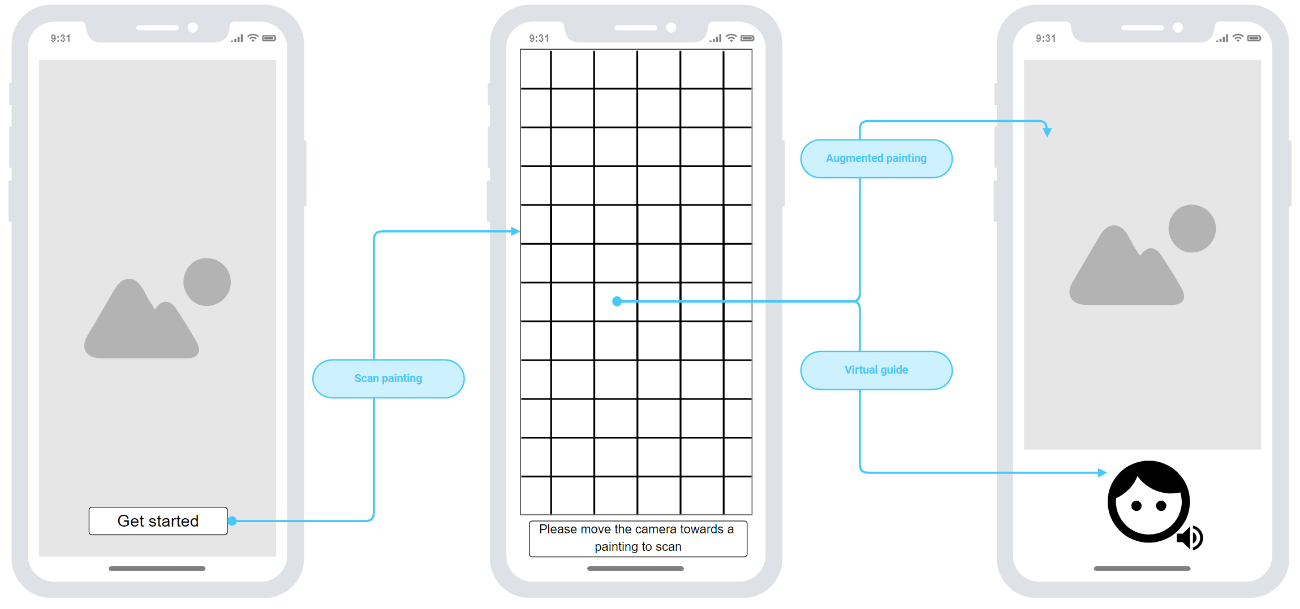 9:31
9:31
9:31
Augmented painting
Scan painting
Virtual guide
Get started
Please move the camera towards a
painting to scan